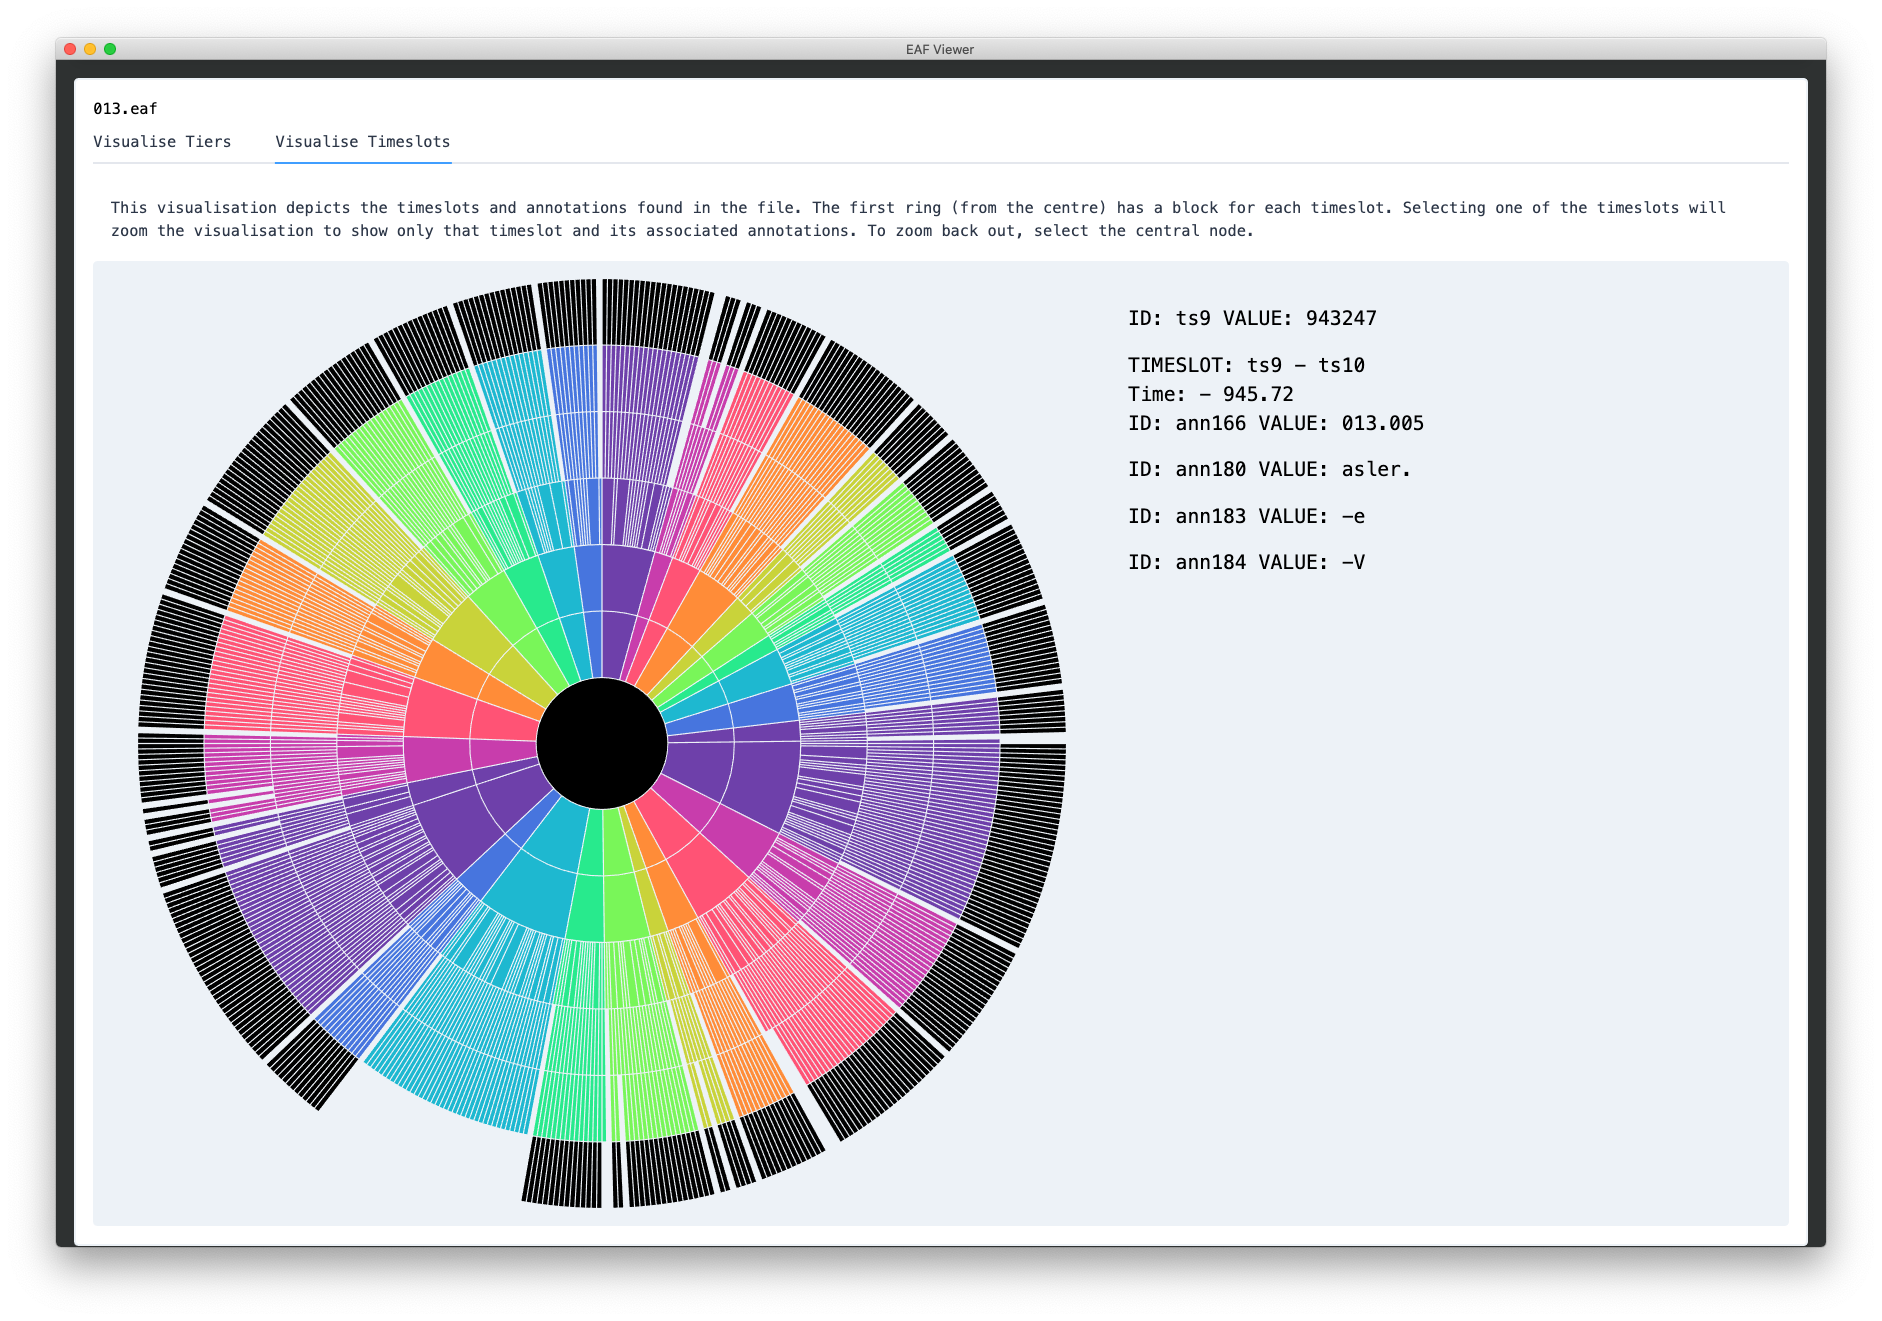 EAF Viewer
013.eaf
Visualise Tiers
Visualise Timeslots
This visualisation depicts the timeslots and annotations found in the file. The first ring (from the centre) has a block for each timeslot. Selecting one of the timeslots will
zoom the visualisation to show only that timeslot and its associated annotations. To zoom back out, select the central node.
ID: ts9 VALUE: 943247
TIMESLOT: ts9 - ts10
Time: - 945.72
ID: ann166 VALUE: 013.005
ID: ann180 VALUE: asler.
ID: ann183 VALUE: -e
ID: ann184 VALUE: -V